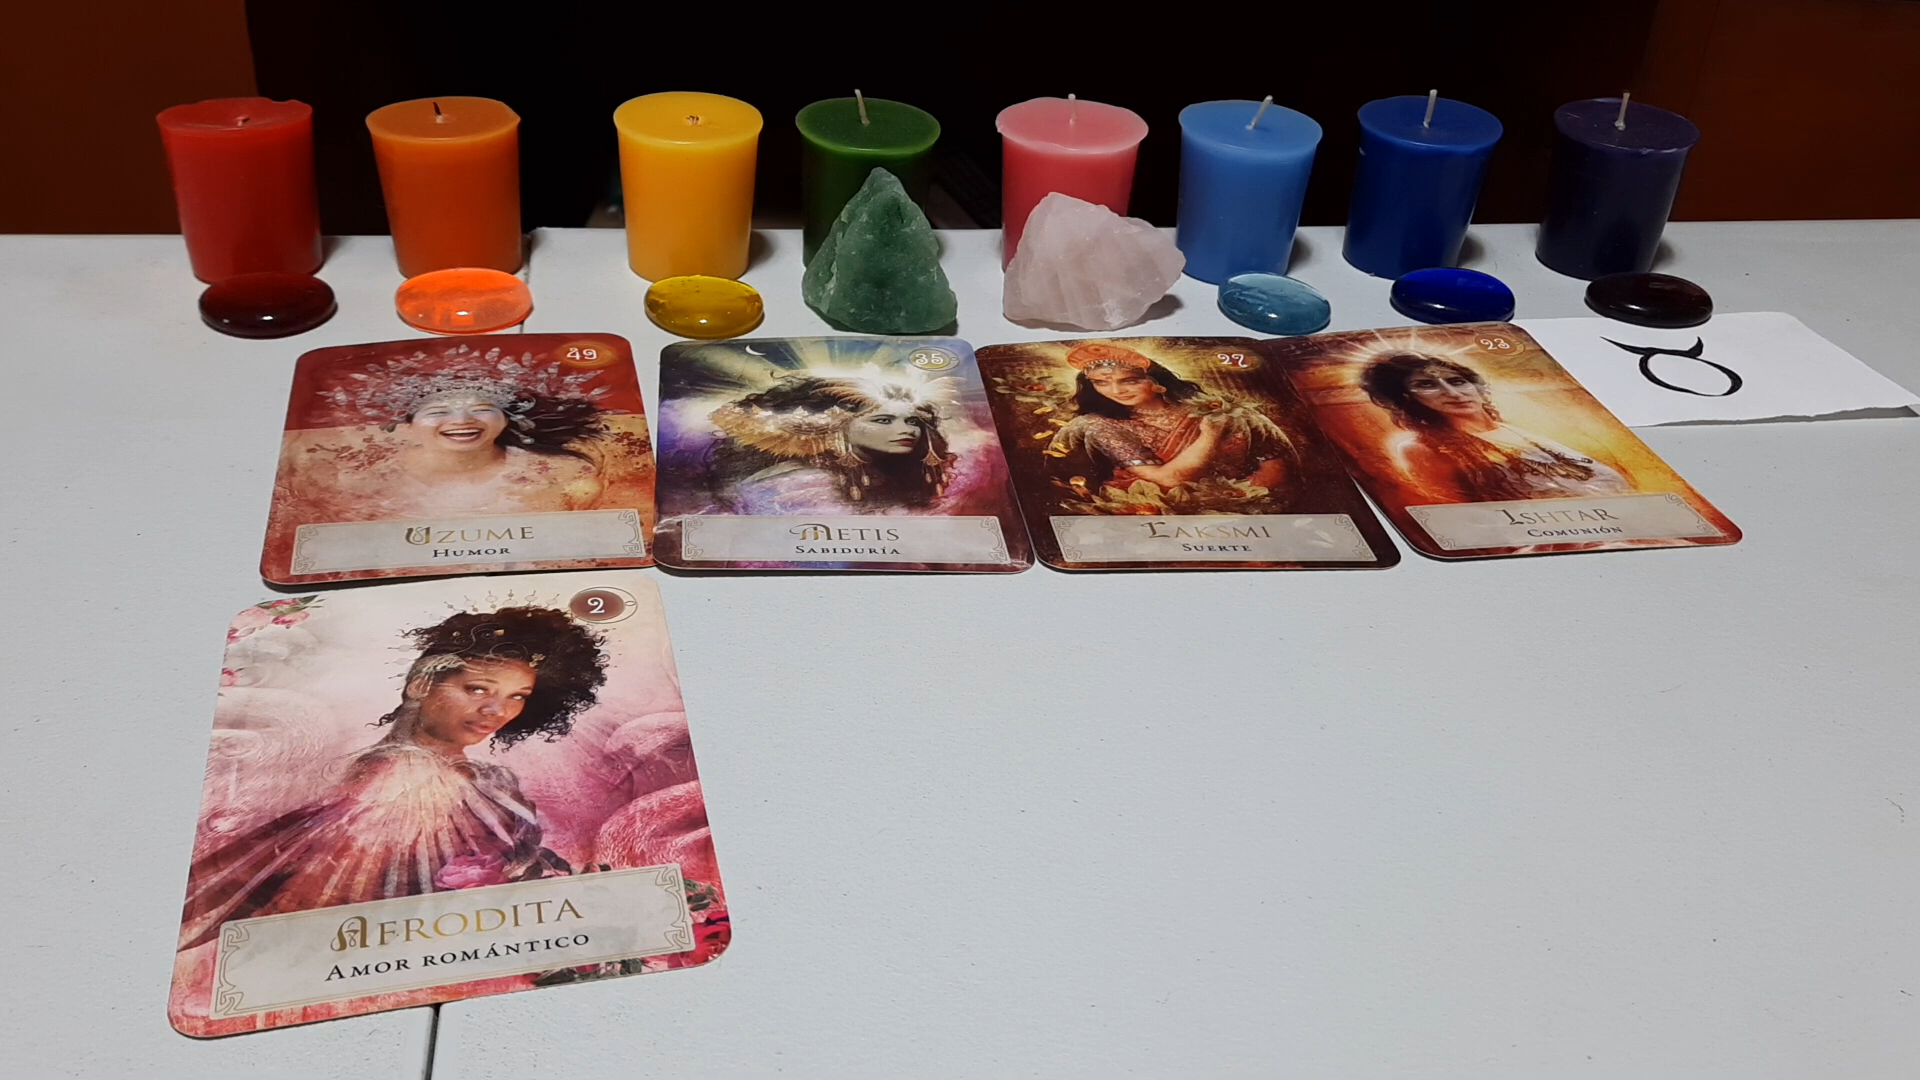 49
UZUME
HUMOR
35
METIS
SABIDURÍA
27
LAKSMI
SUERTE
23
ISHTAR
COMUNIÓN
♉
2
AFRODITA
AMOR ROMÁNTICO